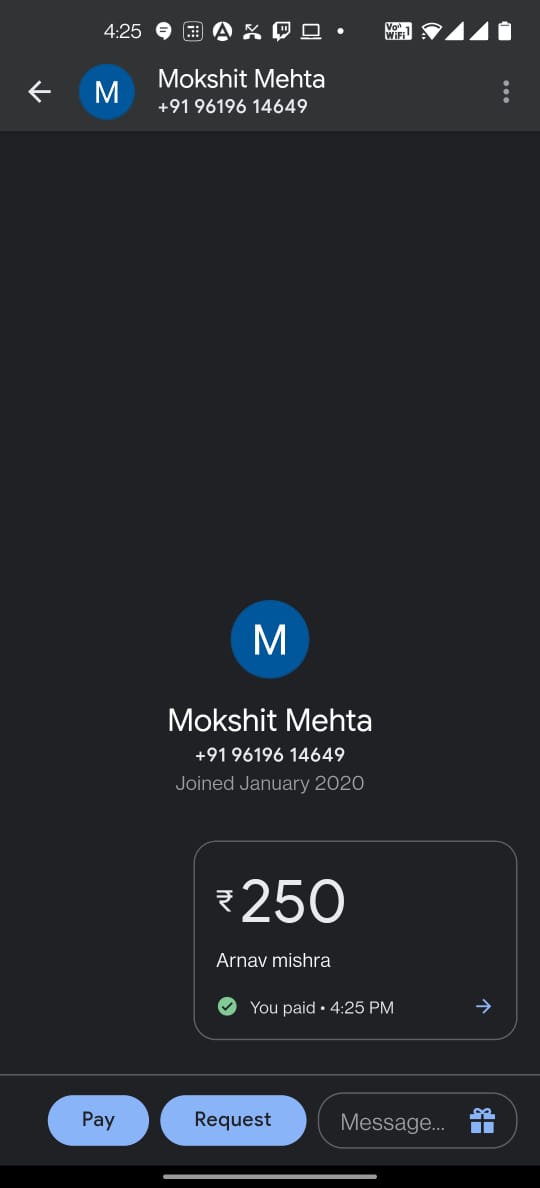 4:25
Vo WiFi 1
M
Mokshit Mehta
+91 96196 14649
M
Mokshit Mehta
+91 96196 14649
Joined January 2020
₹250
Arnav mishra
You paid • 4:25 PM
Pay
Request
Message...